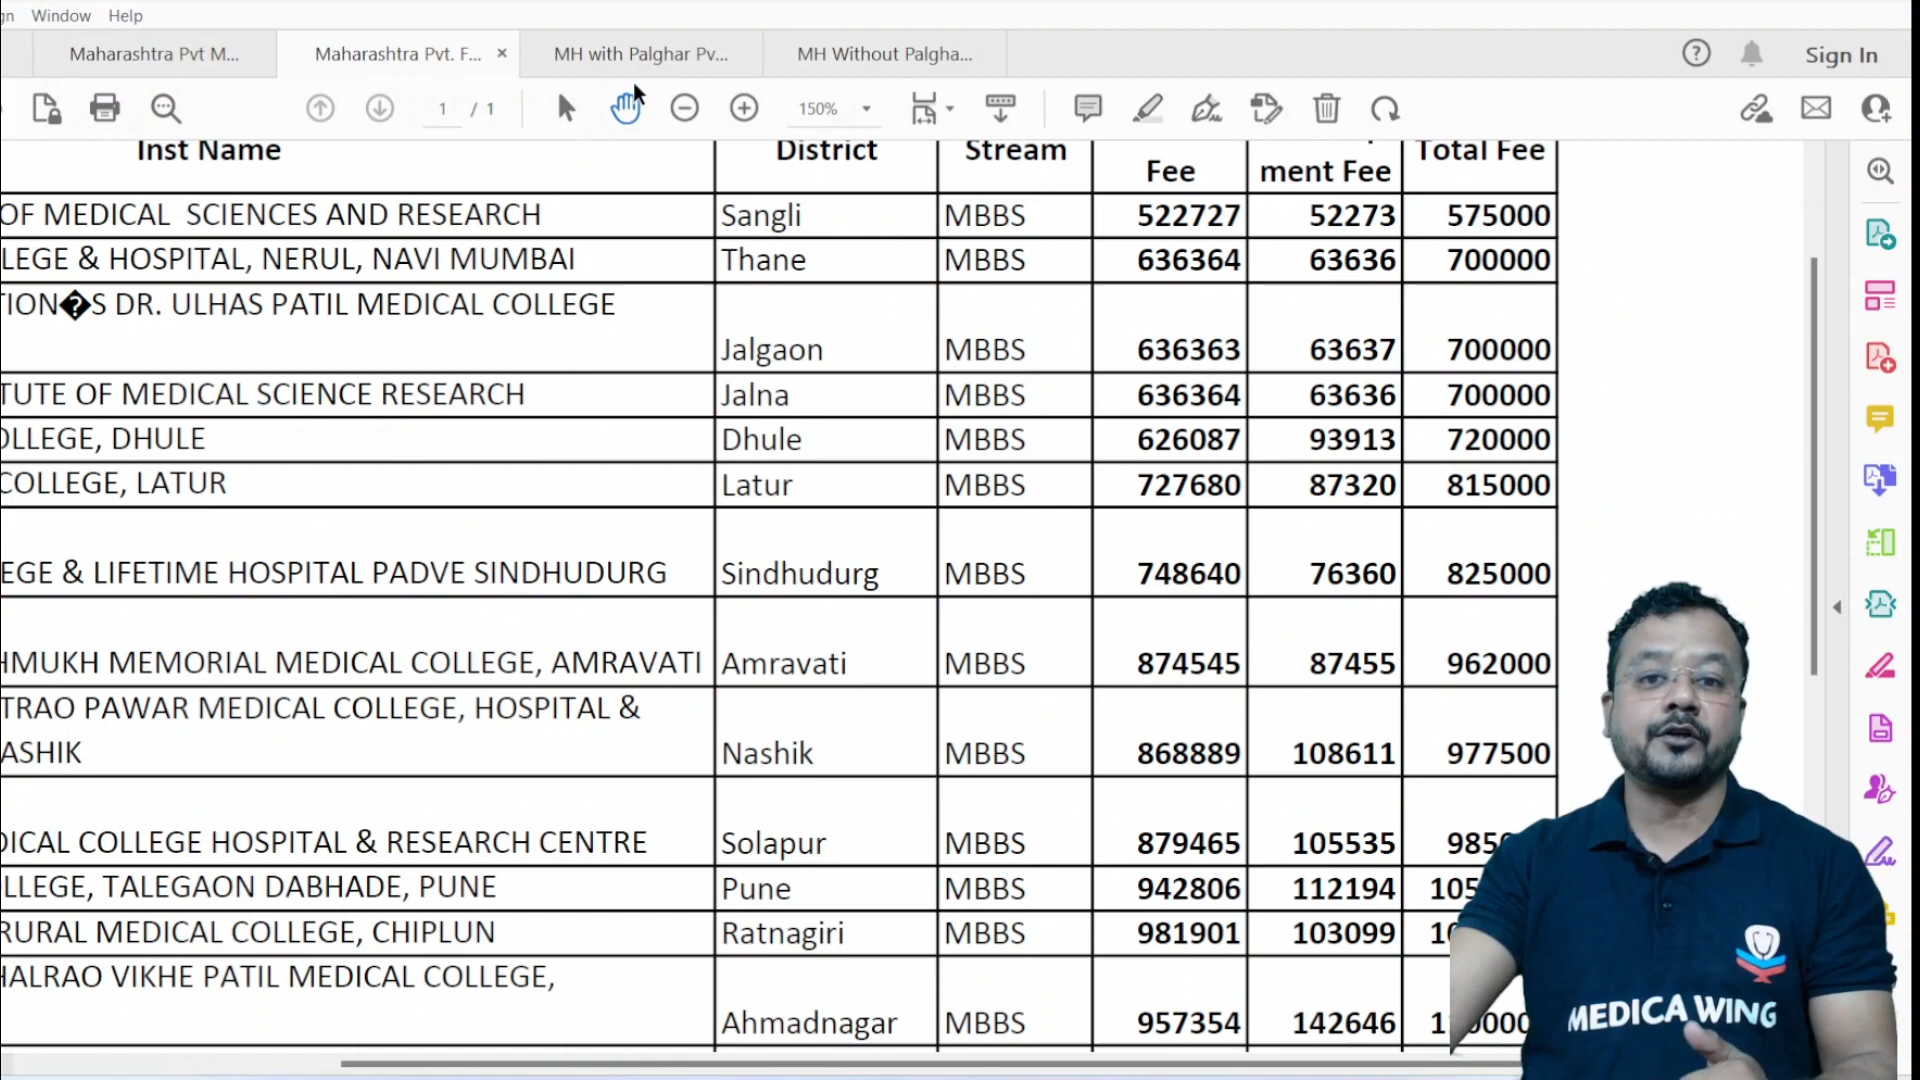 Window Help
Maharashtra Pvt M... Maharashtra Pvt. F... × MH with Palghar Pv... MH Without Palgha... Sign In
1 / 1 150%
Inst Name District Stream Fee ment Fee Total Fee
OF MEDICAL SCIENCES AND RESEARCH Sangli MBBS 522727 52273 575000
LEGE & HOSPITAL, NERUL, NAVI MUMBAI Thane MBBS 636364 63636 700000
TION�S DR. ULHAS PATIL MEDICAL COLLEGE
Jalgaon MBBS 636363 63637 700000
TUTE OF MEDICAL SCIENCE RESEARCH Jalna MBBS 636364 63636 700000
OLLEGE, DHULE Dhule MBBS 626087 93913 720000
COLLEGE, LATUR Latur MBBS 727680 87320 815000
EGE & LIFETIME HOSPITAL PADVE SINDHUDURG Sindhudurg MBBS 748640 76360 825000
HMUKH MEMORIAL MEDICAL COLLEGE, AMRAVATI Amravati MBBS 874545 87455 962000
TRAO PAWAR MEDICAL COLLEGE, HOSPITAL &
ASHIK Nashik MBBS 868889 108611 977500
DICAL COLLEGE HOSPITAL & RESEARCH CENTRE Solapur MBBS 879465 105535
OLLEGE, TALEGAON DABHADE, PUNE Pune MBBS 942806 112194
RURAL MEDICAL COLLEGE, CHIPLUN Ratnagiri MBBS 981901 103099
HALRAO VIKHE PATIL MEDICAL COLLEGE,
Ahmadnagar MBBS 957354 142646
MEDICA WING